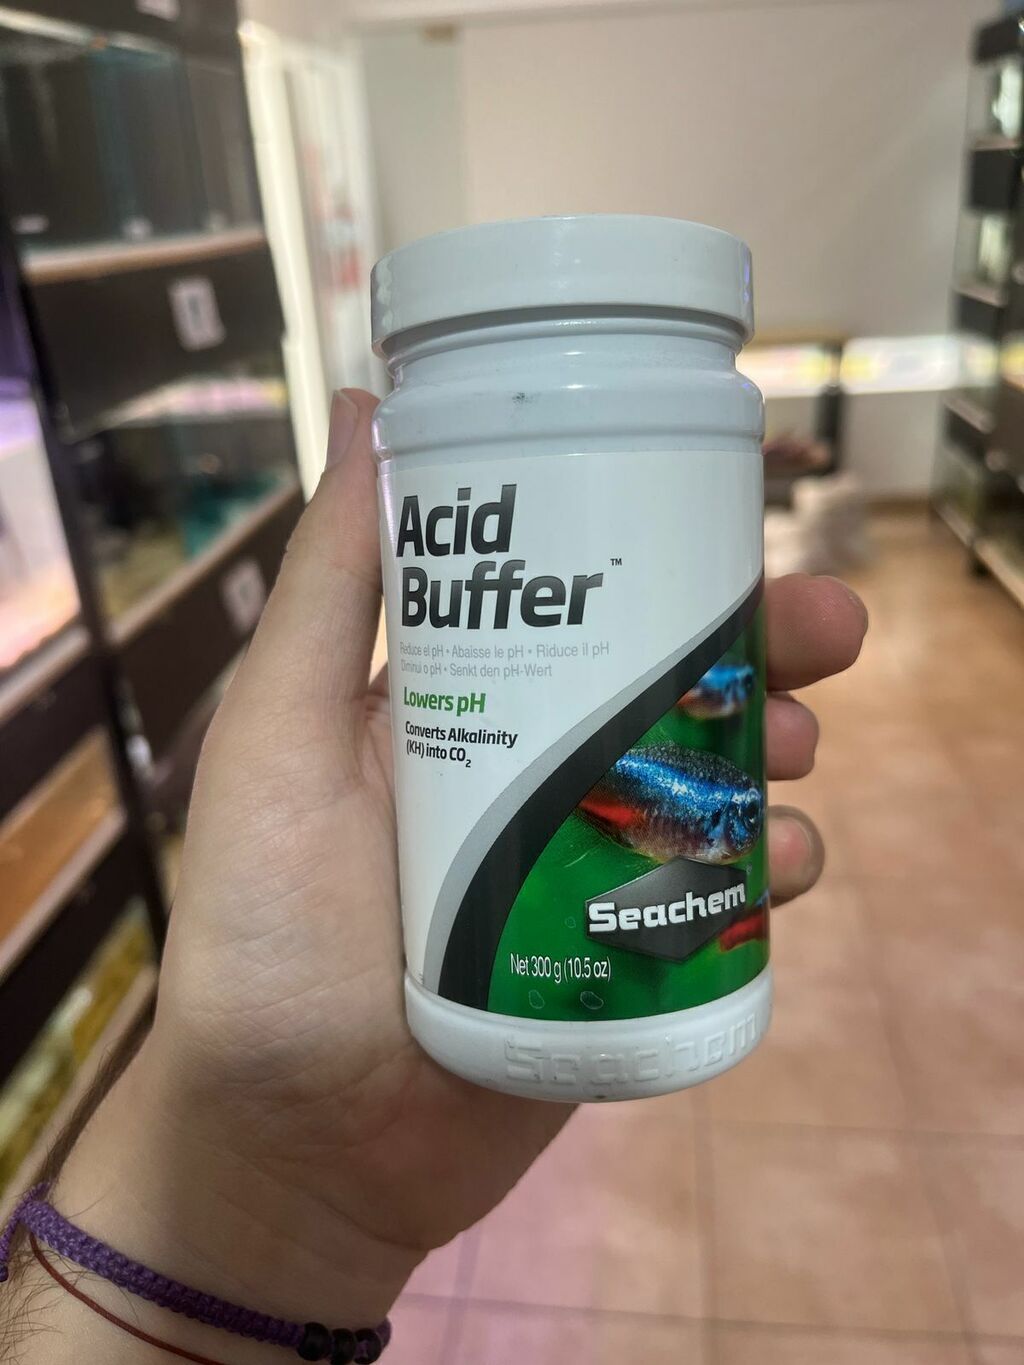 Acid
Buffer™
Reduce el pH • Abaisse le pH • Riduce il pH
Diminui o pH • Senkt den pH-Wert
Lowers pH
Converts Alkalinity
(KH) into CO₂
Seachem
Net 300 g (10.5 oz)
Seachem